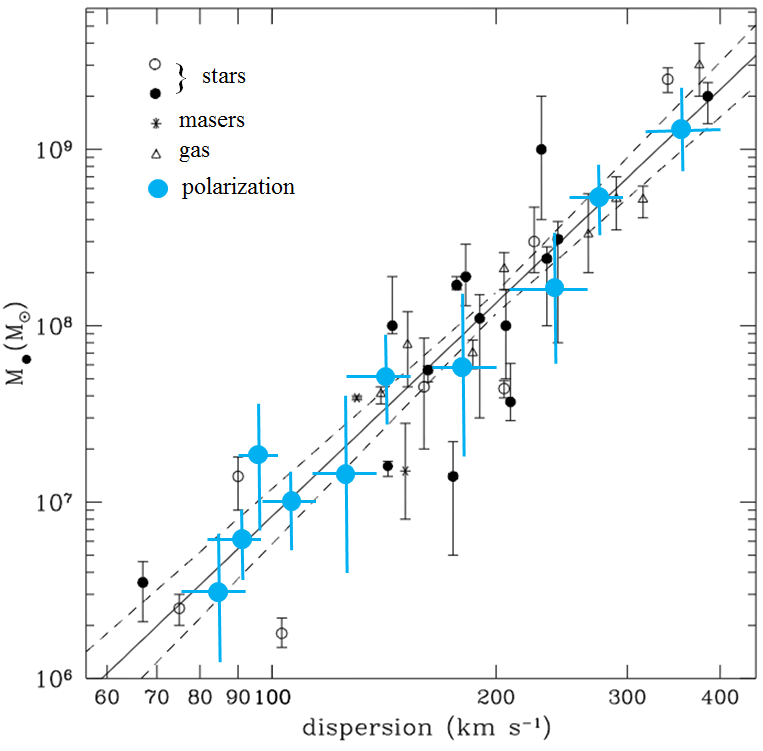 } stars
masers
gas
polarization
10⁹
10⁸
10⁷
10⁶
M●(M⊙)
60 70 80 90 100 200 300 400
dispersion (km s⁻¹)